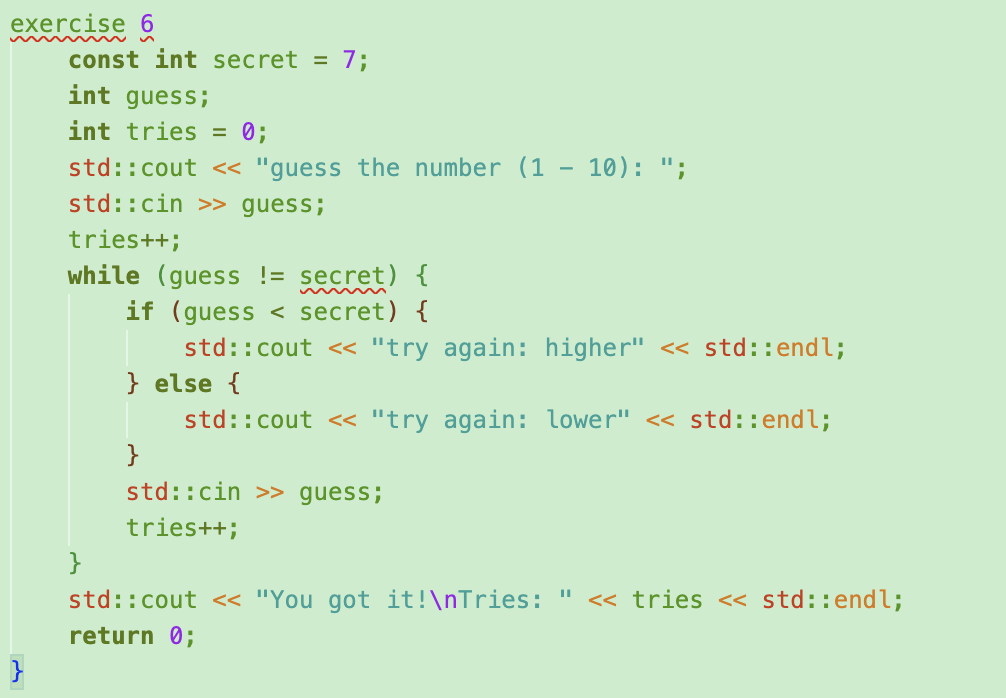 exercise 6
    const int secret = 7;
    int guess;
    int tries = 0;
    std::cout << "guess the number (1 – 10): ";
    std::cin >> guess;
    tries++;
    while (guess != secret) {
        if (guess < secret) {
            std::cout << "try again: higher" << std::endl;
        } else {
            std::cout << "try again: lower" << std::endl;
        }
        std::cin >> guess;
        tries++;
    }
    std::cout << "You got it!\nTries: " << tries << std::endl;
    return 0;
}